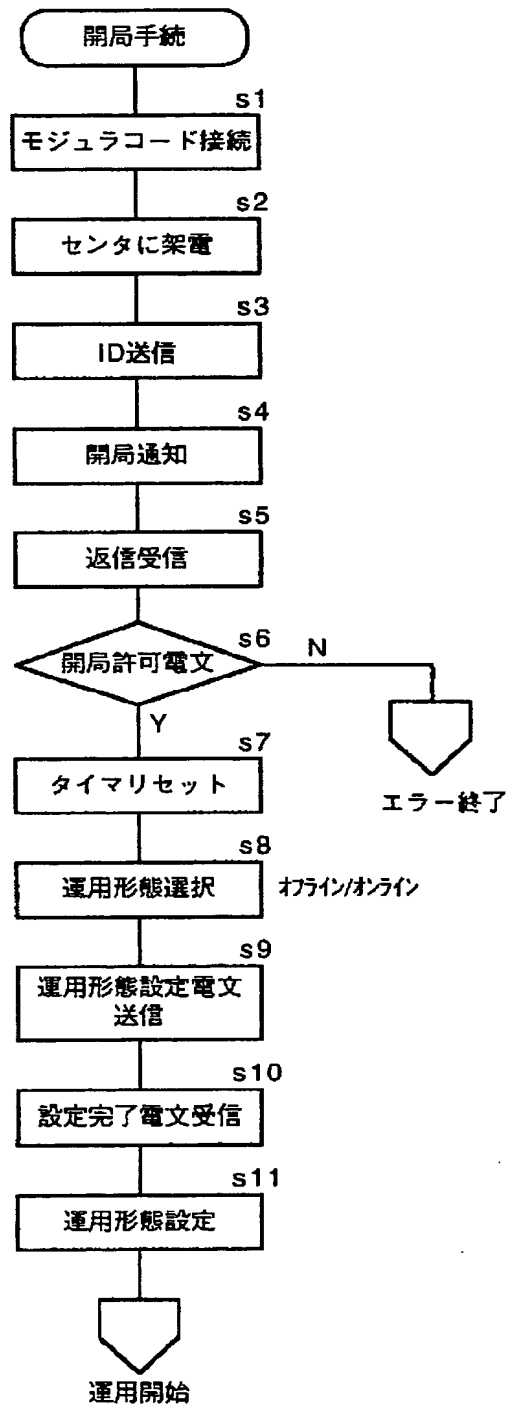 開局手続
s1
モジュラコード接続
s2
センタに架電
s3
ID送信
s4
開局通知
s5
返信受信
s6
開局許可電文
N
Y
エラー終了
s7
タイマリセット
s8
運用形態選択
オフライン/オンライン
s9
運用形態設定電文
送信
s10
設定完了電文受信
s11
運用形態設定
運用開始